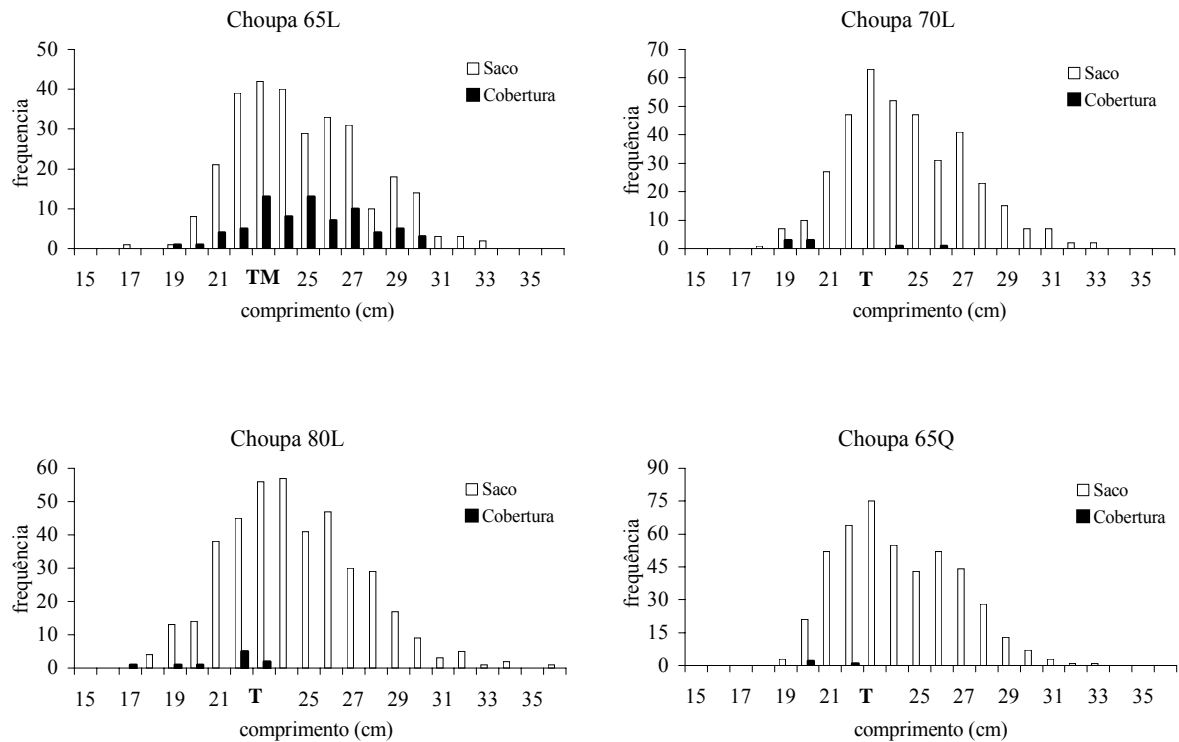 Choupa 65L
50
40
30
20
10
0
frequencia
Saco
Cobertura
15 17 19 21 TM 25 27 29 31 33 35
comprimento (cm)
Choupa 70L
70
60
50
40
30
20
10
0
frequência
Saco
Cobertura
15 17 19 21 T 25 27 29 31 33 35
comprimento (cm)
Choupa 80L
60
50
40
30
20
10
0
frequência
Saco
Cobertura
15 17 19 21 T 25 27 29 31 33 35
comprimento (cm)
Choupa 65Q
90
75
60
45
30
15
0
frequência
Saco
Cobertura
15 17 19 21 T 25 27 29 31 33 35
comprimento (cm)